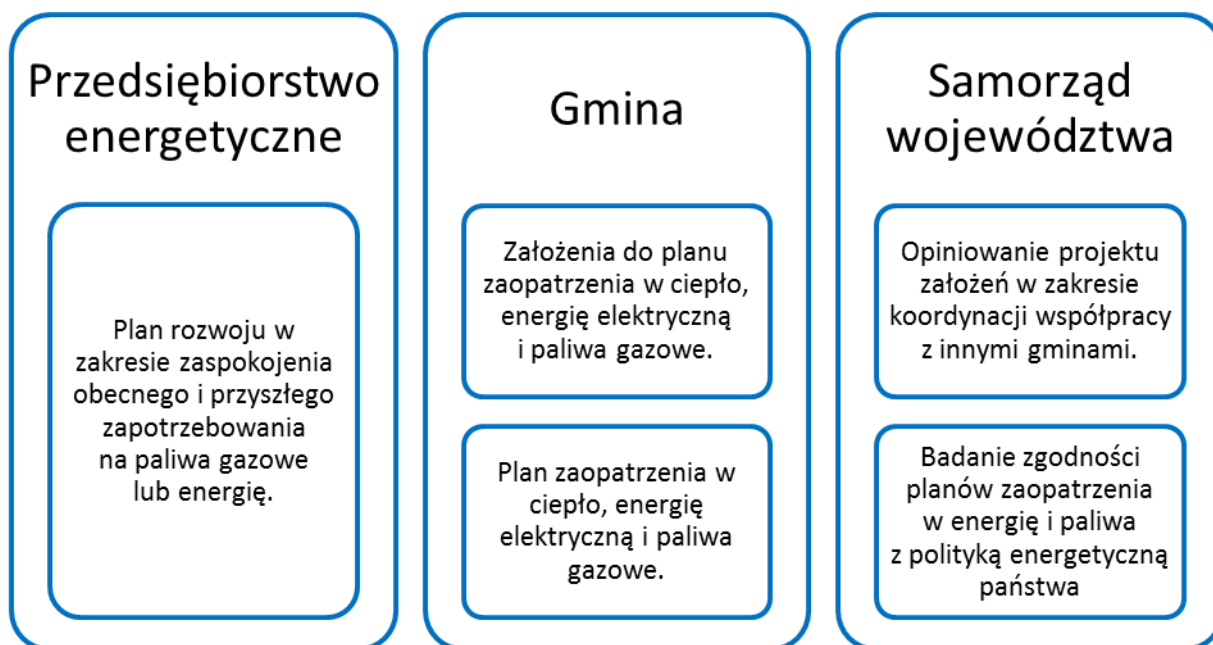 Przedsiębiorstwo
energetyczne
Plan rozwoju w
zakresie zaspokojenia
obecnego i przyszłego
zapotrzebowania
na paliwa gazowe
lub energię.
Gmina
Założenia do planu
zaopatrzenia w ciepło,
energię elektryczną
i paliwa gazowe.
Plan zaopatrzenia w
ciepło, energię
elektryczną i paliwa
gazowe.
Samorząd
województwa
Opiniowanie projektu
założeń w zakresie
koordynacji współpracy
z innymi gminami.
Badanie zgodności
planów zaopatrzenia
w energię i paliwa
z polityką energetyczną
państwa